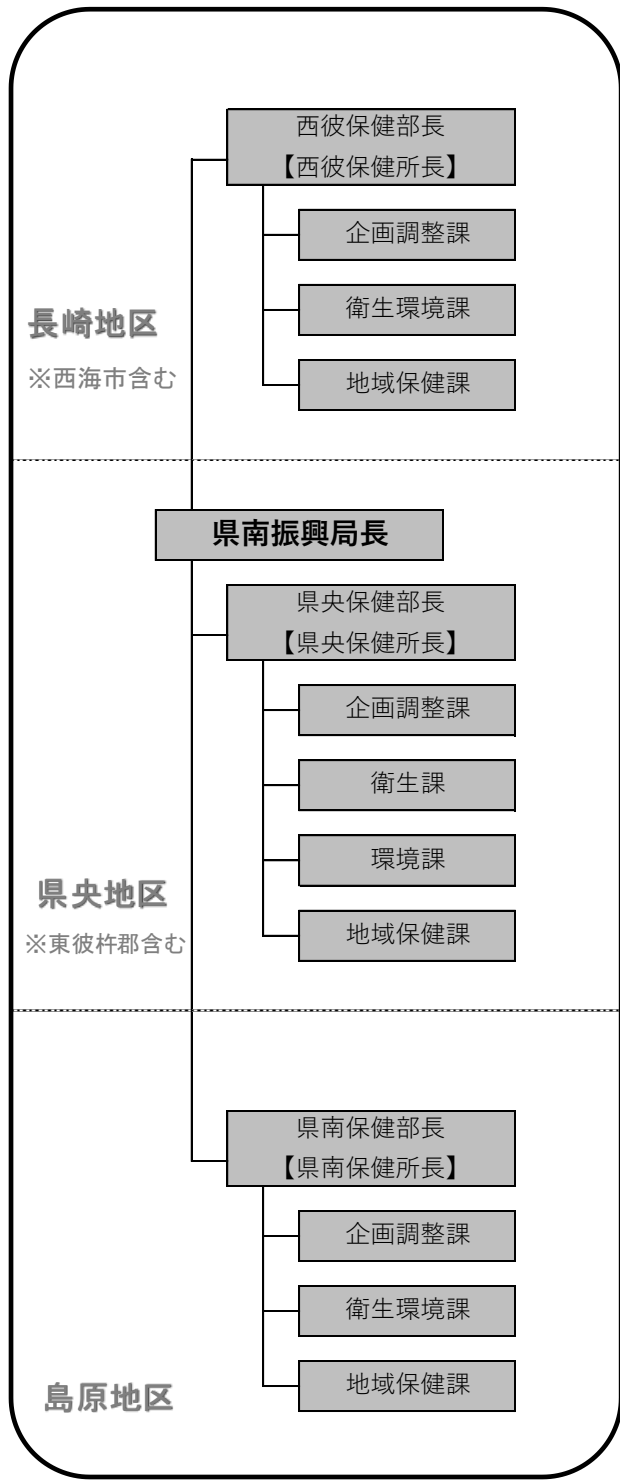 西彼保健部長
【西彼保健所長】
企画調整課
衛生環境課
地域保健課
長崎地区
※西海市含む
県南振興局長
県央保健部長
【県央保健所長】
企画調整課
衛生課
環境課
地域保健課
県央地区
※東彼杵郡含む
県南保健部長
【県南保健所長】
企画調整課
衛生環境課
地域保健課
島原地区